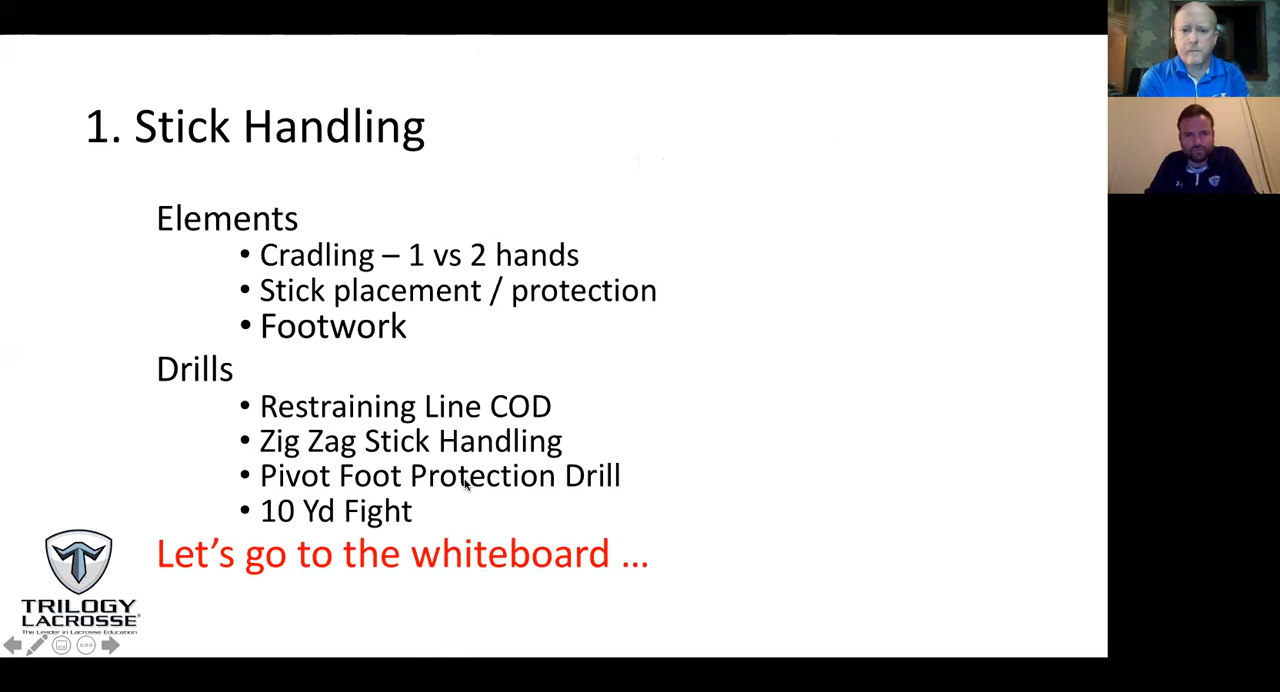 1. Stick Handling
Elements
• Cradling – 1 vs 2 hands
• Stick placement / protection
• Footwork
Drills
• Restraining Line COD
• Zig Zag Stick Handling
• Pivot Foot Protection Drill
• 10 Yd Fight
Let’s go to the whiteboard ...
TRILOGY
LACROSSE
The Leader in Lacrosse Education